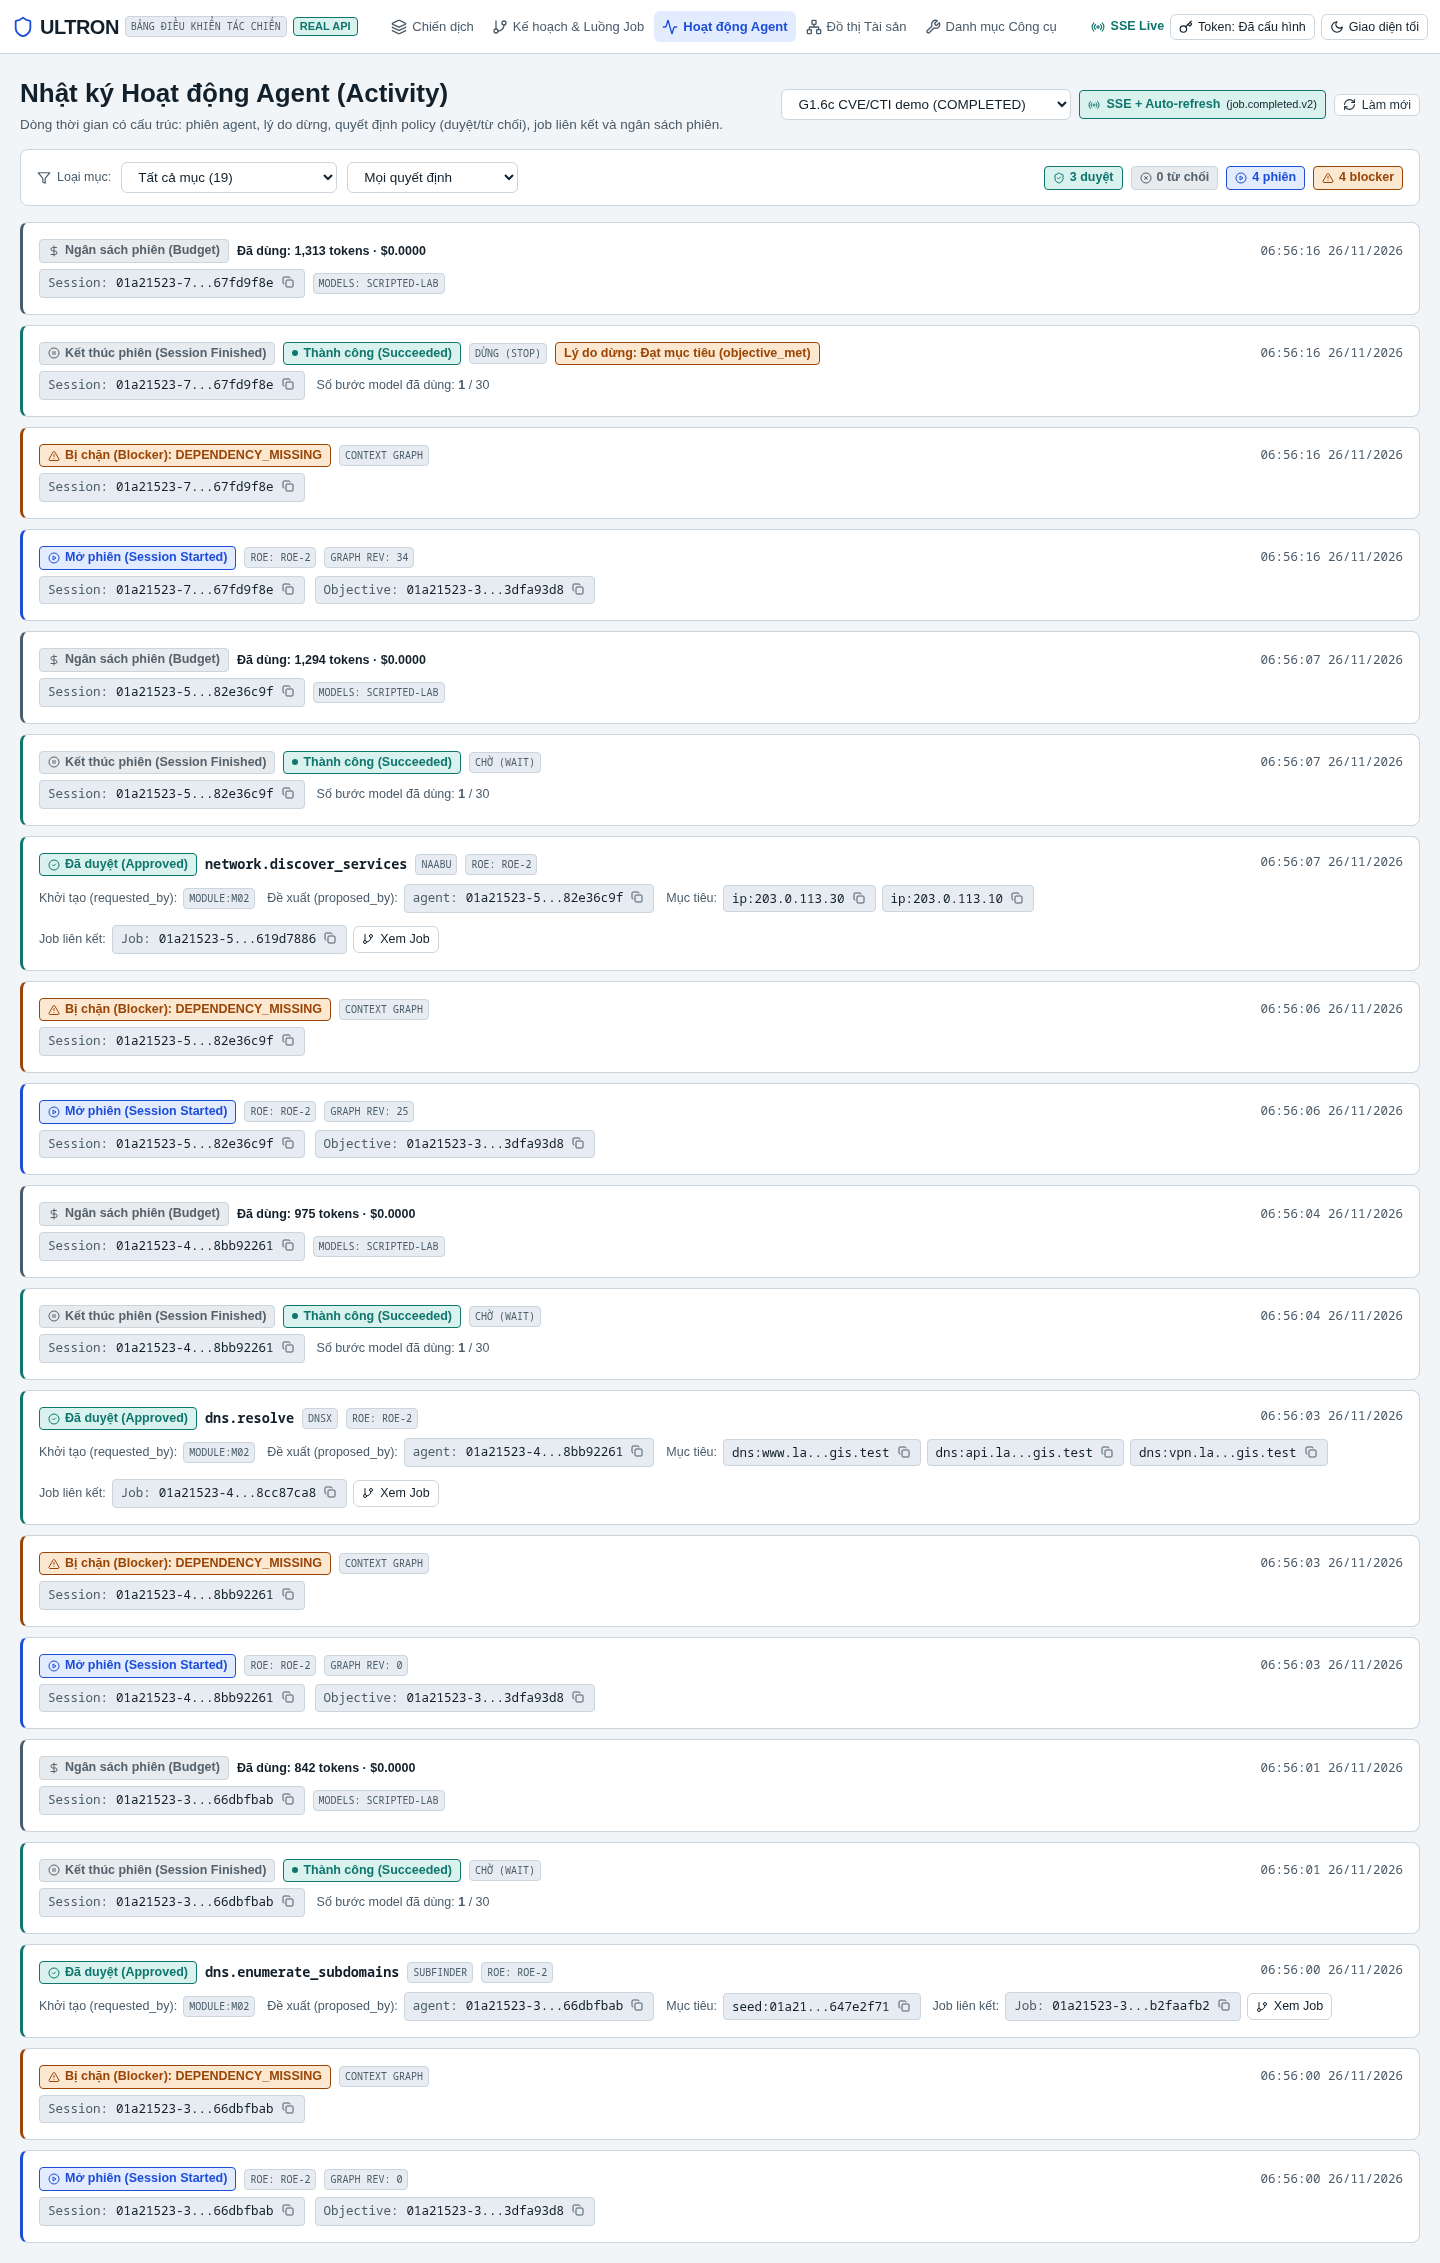 ULTRON BẢNG ĐIỀU KHIỂN TÁC CHIẾN REAL API Chiến dịch Kế hoạch & Luồng Job Hoạt động Agent Đồ thị Tài sản Danh mục Công cụ SSE Live Token: Đã cấu hình Giao diện tối
Nhật ký Hoạt động Agent (Activity)
G1.6c CVE/CTI demo (COMPLETED) SSE + Auto-refresh (job.completed.v2) Làm mới
Dòng thời gian có cấu trúc: phiên agent, lý do dừng, quyết định policy (duyệt/từ chối), job liên kết và ngân sách phiên.
Loại mục: Tất cả mục (19) Mọi quyết định 3 duyệt 0 từ chối 4 phiên 4 blocker
Ngân sách phiên (Budget) Đã dùng: 1,313 tokens · $0.0000 06:56:16 26/11/2026
Session: 01a21523-7...67fd9f8e MODELS: SCRIPTED-LAB
Kết thúc phiên (Session Finished) Thành công (Succeeded) DỪNG (STOP) Lý do dừng: Đạt mục tiêu (objective_met) 06:56:16 26/11/2026
Session: 01a21523-7...67fd9f8e Số bước model đã dùng: 1 / 30
Bị chặn (Blocker): DEPENDENCY_MISSING CONTEXT GRAPH 06:56:16 26/11/2026
Session: 01a21523-7...67fd9f8e
Mở phiên (Session Started) ROE: ROE-2 GRAPH REV: 34 06:56:16 26/11/2026
Session: 01a21523-7...67fd9f8e Objective: 01a21523-3...3dfa93d8
Ngân sách phiên (Budget) Đã dùng: 1,294 tokens · $0.0000 06:56:07 26/11/2026
Session: 01a21523-5...82e36c9f MODELS: SCRIPTED-LAB
Kết thúc phiên (Session Finished) Thành công (Succeeded) CHỜ (WAIT) 06:56:07 26/11/2026
Session: 01a21523-5...82e36c9f Số bước model đã dùng: 1 / 30
Đã duyệt (Approved) network.discover_services NAABU ROE: ROE-2 06:56:07 26/11/2026
Khởi tạo (requested_by): MODULE:M02 Đề xuất (proposed_by): agent: 01a21523-5...82e36c9f Mục tiêu: ip:203.0.113.30 ip:203.0.113.10
Job liên kết: Job: 01a21523-5...619d7886 Xem Job
Bị chặn (Blocker): DEPENDENCY_MISSING CONTEXT GRAPH 06:56:06 26/11/2026
Session: 01a21523-5...82e36c9f
Mở phiên (Session Started) ROE: ROE-2 GRAPH REV: 25 06:56:06 26/11/2026
Session: 01a21523-5...82e36c9f Objective: 01a21523-3...3dfa93d8
Ngân sách phiên (Budget) Đã dùng: 975 tokens · $0.0000 06:56:04 26/11/2026
Session: 01a21523-4...8bb92261 MODELS: SCRIPTED-LAB
Kết thúc phiên (Session Finished) Thành công (Succeeded) CHỜ (WAIT) 06:56:04 26/11/2026
Session: 01a21523-4...8bb92261 Số bước model đã dùng: 1 / 30
Đã duyệt (Approved) dns.resolve DNSX ROE: ROE-2 06:56:03 26/11/2026
Khởi tạo (requested_by): MODULE:M02 Đề xuất (proposed_by): agent: 01a21523-4...8bb92261 Mục tiêu: dns:www.la...gis.test dns:api.la...gis.test dns:vpn.la...gis.test
Job liên kết: Job: 01a21523-4...8cc87ca8 Xem Job
Bị chặn (Blocker): DEPENDENCY_MISSING CONTEXT GRAPH 06:56:03 26/11/2026
Session: 01a21523-4...8bb92261
Mở phiên (Session Started) ROE: ROE-2 GRAPH REV: 0 06:56:03 26/11/2026
Session: 01a21523-4...8bb92261 Objective: 01a21523-3...3dfa93d8
Ngân sách phiên (Budget) Đã dùng: 842 tokens · $0.0000 06:56:01 26/11/2026
Session: 01a21523-3...66dbfbab MODELS: SCRIPTED-LAB
Kết thúc phiên (Session Finished) Thành công (Succeeded) CHỜ (WAIT) 06:56:01 26/11/2026
Session: 01a21523-3...66dbfbab Số bước model đã dùng: 1 / 30
Đã duyệt (Approved) dns.enumerate_subdomains SUBFINDER ROE: ROE-2 06:56:00 26/11/2026
Khởi tạo (requested_by): MODULE:M02 Đề xuất (proposed_by): agent: 01a21523-3...66dbfbab Mục tiêu: seed:01a21...647e2f71 Job liên kết: Job: 01a21523-3...b2faafb2 Xem Job
Bị chặn (Blocker): DEPENDENCY_MISSING CONTEXT GRAPH 06:56:00 26/11/2026
Session: 01a21523-3...66dbfbab
Mở phiên (Session Started) ROE: ROE-2 GRAPH REV: 0 06:56:00 26/11/2026
Session: 01a21523-3...66dbfbab Objective: 01a21523-3...3dfa93d8